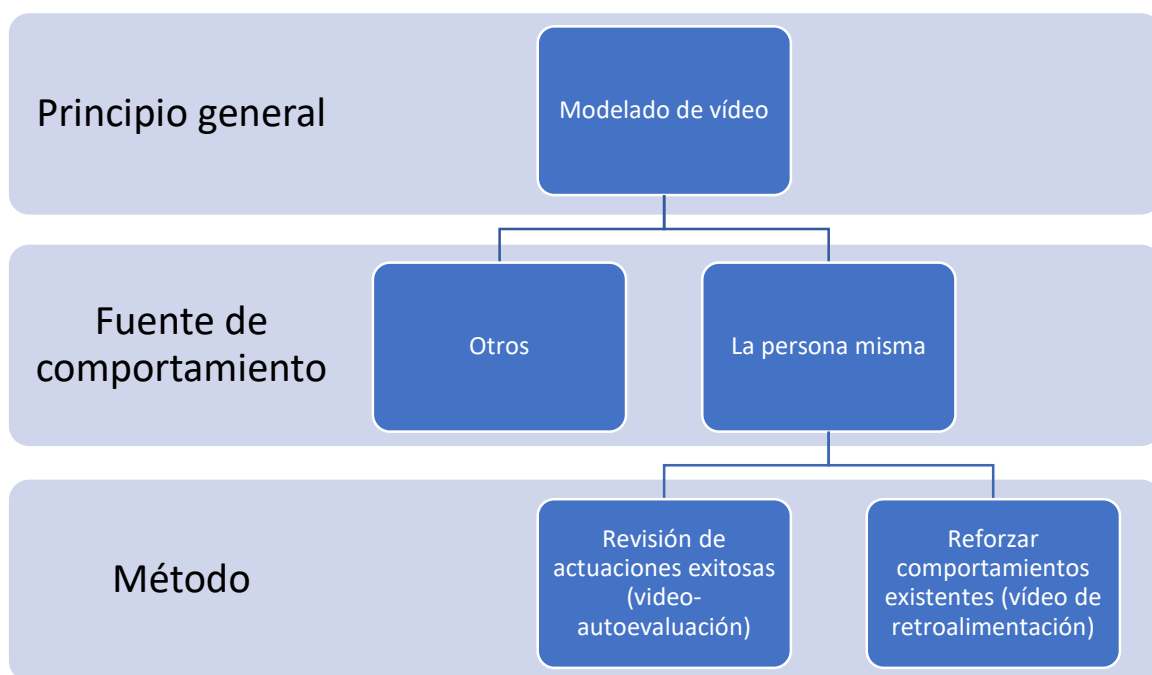 Principio general
Modelado de vídeo
Fuente de
comportamiento
Otros
La persona misma
Método
Revisión de
actuaciones exitosas
(video-
autoevaluación)
Reforzar
comportamientos
existentes (vídeo de
retroalimentación)